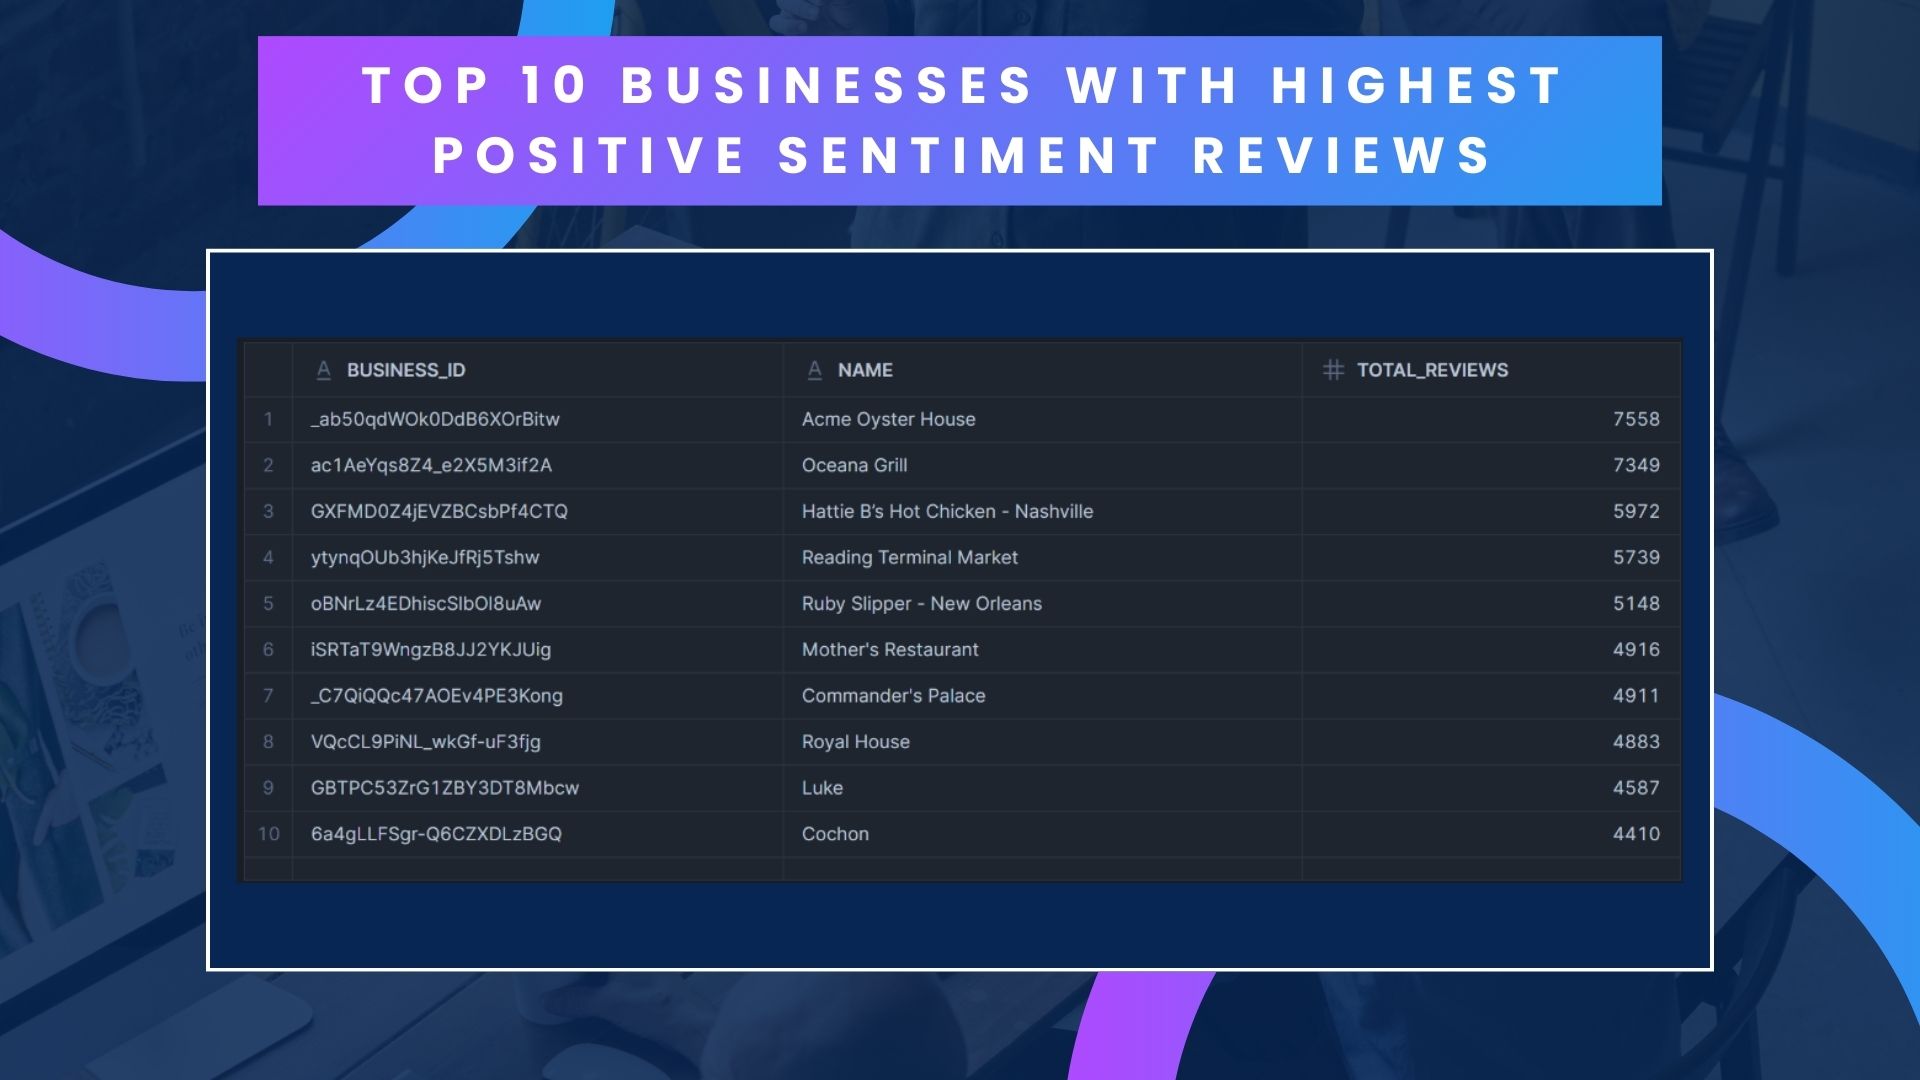 TOP 10 BUSINESSES WITH HIGHEST
POSITIVE SENTIMENT REVIEWS
A BUSINESS_ID A NAME # TOTAL_REVIEWS
1 _ab50qdWOk0DdB6XOrBitw Acme Oyster House 7558
2 ac1AeYqs8Z4_e2X5M3if2A Oceana Grill 7349
3 GXFMD0Z4jEVZBCsbPf4CTQ Hattie B’s Hot Chicken - Nashville 5972
4 ytynqOUb3hjKeJfRj5Tshw Reading Terminal Market 5739
5 oBNrLz4EDhiscSlbOl8uAw Ruby Slipper - New Orleans 5148
6 iSRTaT9WngzB8JJ2YKJUig Mother's Restaurant 4916
7 _C7QiQQc47AOEv4PE3Kong Commander's Palace 4911
8 VQcCL9PiNL_wkGf-uF3fjg Royal House 4883
9 GBTPC53ZrG1ZBY3DT8Mbcw Luke 4587
10 6a4gLLFSgr-Q6CZXDLzBGQ Cochon 4410